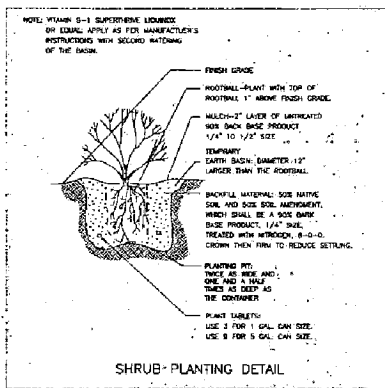 NOTE: VITAMIN B-1 SUPERTHRIVE LIQUINOX
OR EQUAL APPLY AS PER MANUFACTURER'S
INSTRUCTIONS WITH SECOND WATERING
OF THE BASIN.
FINISH GRADE
ROOTBALL-PLANT WITH TOP OF
ROOTBALL 1" ABOVE FINISH GRADE.
MULCH-2" LAYER OF UNTREATED
90% BACK BASE PRODUCT
1/4" TO 1/2" SIZE
TEMPORARY
EARTH BASIN: DIAMETER 12"
LARGER THAN THE ROOTBALL.
BACKFILL MATERIAL: 50% NATIVE
SOIL AND 50% SOIL AMENDMENT,
WHICH SHALL BE A 90% BARK
BASE PRODUCT, 1/4" SIZE,
TREATED WITH NITROGEN,
CROWN THEN FIRM TO REDUCE SETTLING.
PLANTING PIT:
TWICE AS WIDE AND
ONE AND A HALF
TIMES AS DEEP AS
THE CONTAINER
PLANT TABLETS:
USE 3 FOR 1 GAL. CAN SIZE.
USE 9 FOR 5 GAL. CAN SIZE.
SHRUB PLANTING DETAIL